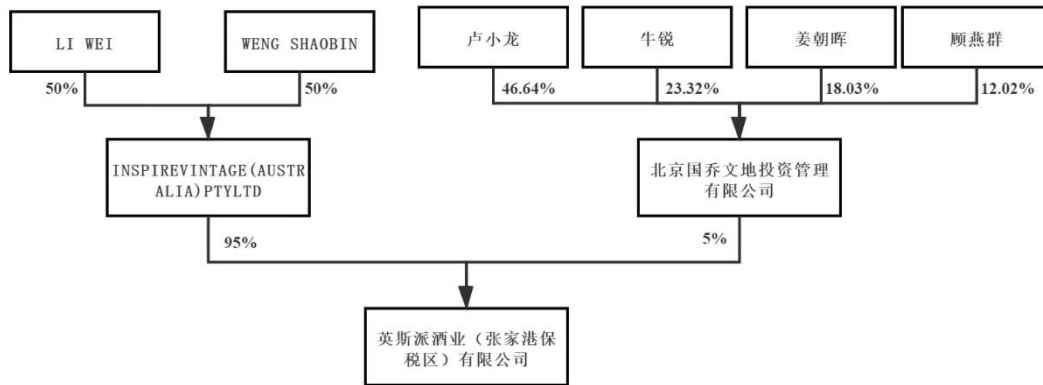 LI WEI
WENG SHAOBIN
卢小龙
牛锐
姜朝晖
顾燕群
50%
50%
46.64%
23.32%
18.03%
12.02%
INSPIREVINTAGE(AUSTR
ALIA)PTYLTD
北京国乔文地投资管理
有限公司
95%
5%
英斯派酒业（张家港保
税区）有限公司